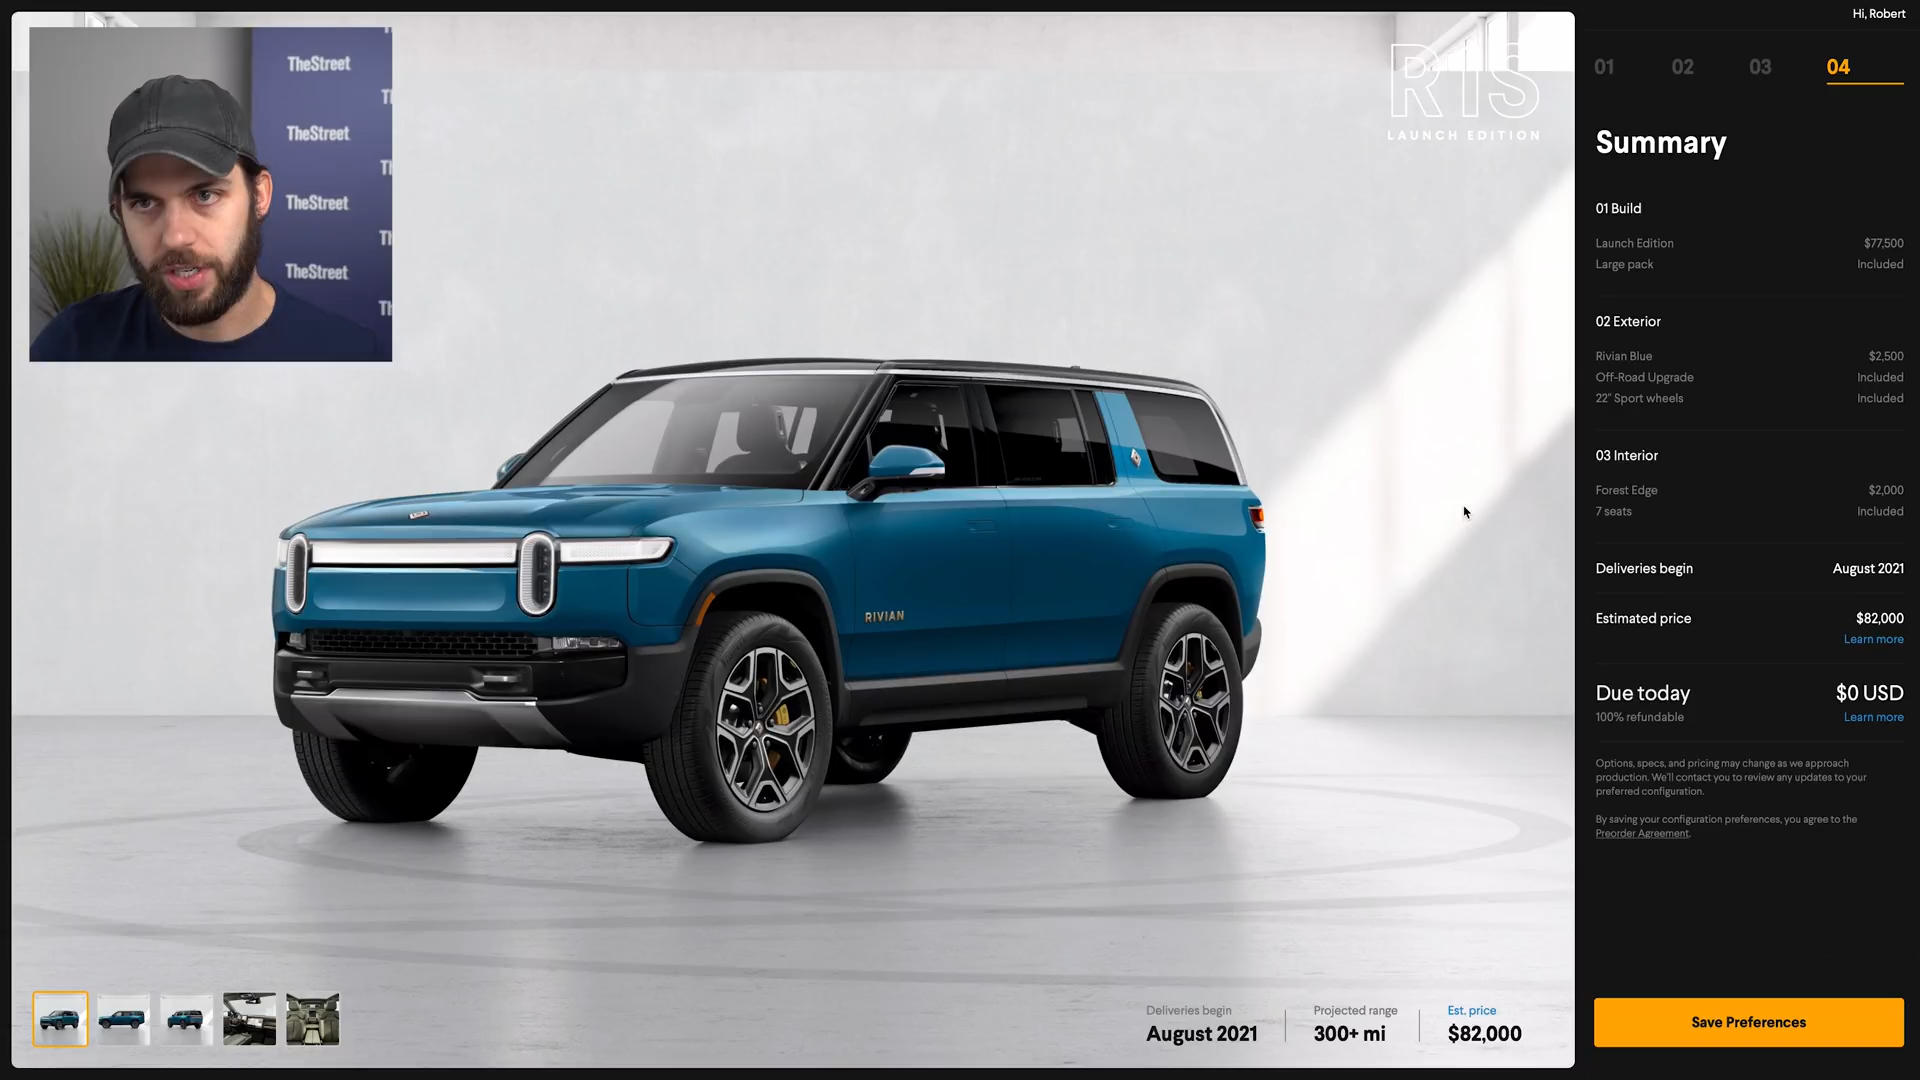 Hi, Robert
TheStreet
TheStreet
TheStreet
TheStreet
R1S
LAUNCH EDITION
RIVIAN
Deliveries begin
August 2021
Projected range
300+ mi
Est. price
$82,000
01 02 03 04
Summary
01 Build
Launch Edition $77,500
Large pack Included
02 Exterior
Rivian Blue $2,500
Off-Road Upgrade Included
22" Sport wheels Included
03 Interior
Forest Edge $2,000
7 seats Included
Deliveries begin August 2021
Estimated price $82,000
Learn more
Due today $0 USD
100% refundable Learn more
Options, specs, and pricing may change as we approach
production. We'll contact you to review any updates to your
preferred configuration.
By saving your configuration preferences, you agree to the
Preorder Agreement.
Save Preferences